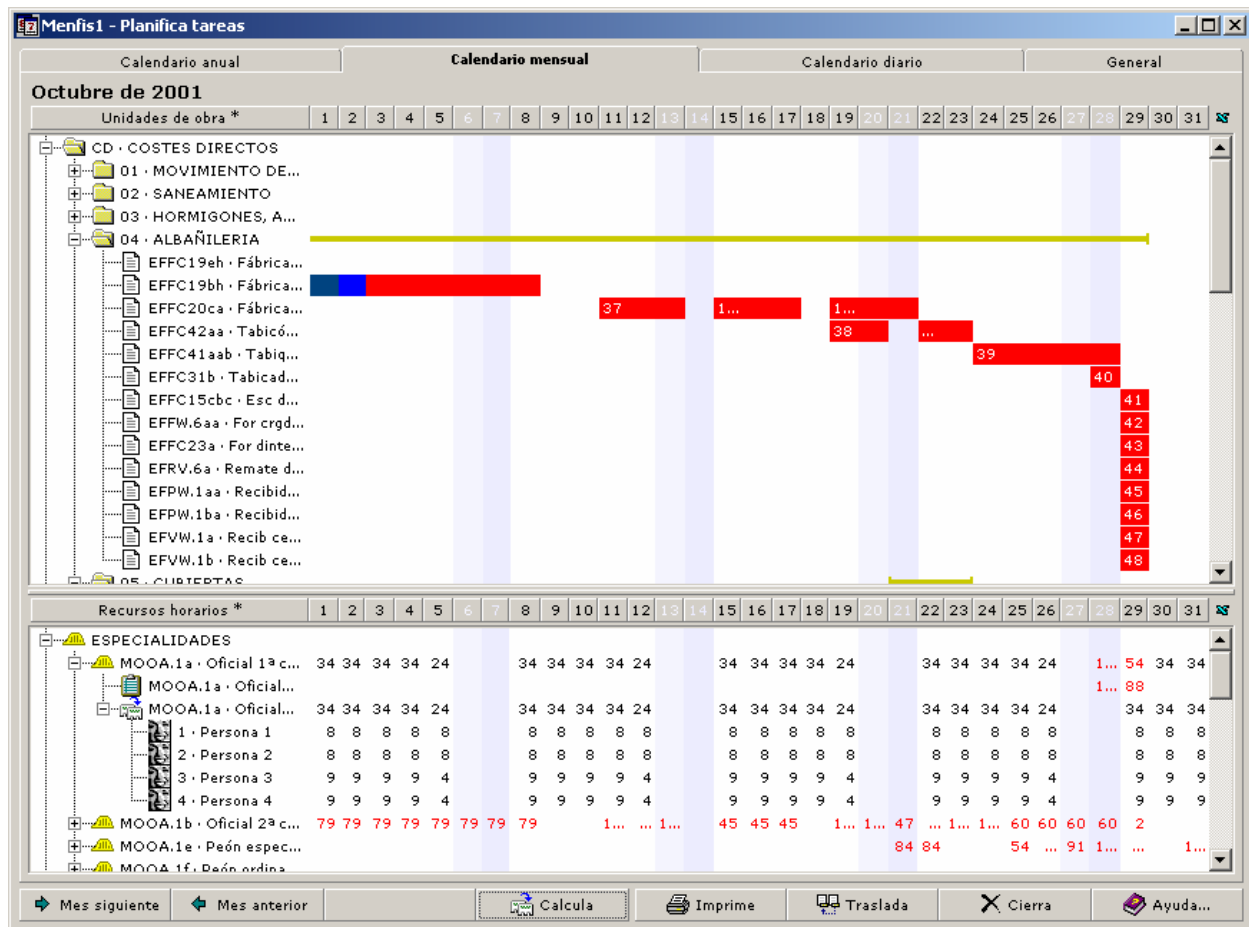 Menfis1 - Planifica tareas
Calendario anual Calendario mensual Calendario diario General
Octubre de 2001
Unidades de obra * 1 2 3 4 5 6 7 8 9 10 11 12 13 14 15 16 17 18 19 20 21 22 23 24 25 26 27 28 29 30 31
CD · COSTES DIRECTOS
01 · MOVIMIENTO DE...
02 · SANEAMIENTO
03 · HORMIGONES, A...
04 · ALBAÑILERIA
EFFC19eh · Fábrica...
EFFC19bh · Fábrica...
EFFC20ca · Fábrica... 37 1... 1...
EFFC42aa · Tabicó... 38 ...
EFFC41aab · Tabiq... 39
EFFC31b · Tabicad... 40
EFFC15cbc · Esc d... 41
EFFW.6aa · For crgd... 42
EFFC23a · For dinte... 43
EFRV.6a · Remate d... 44
EFPW.1aa · Recibid... 45
EFPW.1ba · Recibid... 46
EFVW.1a · Recib ce... 47
EFVW.1b · Recib ce... 48
05 · CUBIERTAS
Recursos horarios * 1 2 3 4 5 6 7 8 9 10 11 12 13 14 15 16 17 18 19 20 21 22 23 24 25 26 27 28 29 30 31
ESPECIALIDADES
MOOA.1a · Oficial 1ª c... 34 34 34 34 24 34 34 34 34 24 34 34 34 34 24 34 34 34 34 24 1... 54 34 34
MOOA.1a · Oficial... 1... 88
MOOA.1a · Oficial... 34 34 34 34 24 34 34 34 34 24 34 34 34 34 24 34 34 34 34 24 34 34 34
1 · Persona 1 8 8 8 8 8 8 8 8 8 8 8 8 8 8 8 8 8 8 8 8 8 8 8
2 · Persona 2 8 8 8 8 8 8 8 8 8 8 8 8 8 8 8 8 8 8 8 8 8 8 8
3 · Persona 3 9 9 9 9 4 9 9 9 9 4 9 9 9 9 4 9 9 9 9 4 9 9 9
4 · Persona 4 9 9 9 9 4 9 9 9 9 4 9 9 9 9 4 9 9 9 9 4 9 9 9
MOOA.1b · Oficial 2ª c... 79 79 79 79 79 79 79 79 1... ... 1... 45 45 45 1... 1... 47 ... 1... 1... 60 60 60 60 2
MOOA.1e · Peón espec... 84 84 54 ... 91 1... ... 1...
MOOA.1f · Peón ordina
Mes siguiente Mes anterior Calcula Imprime Traslada Cierra Ayuda...